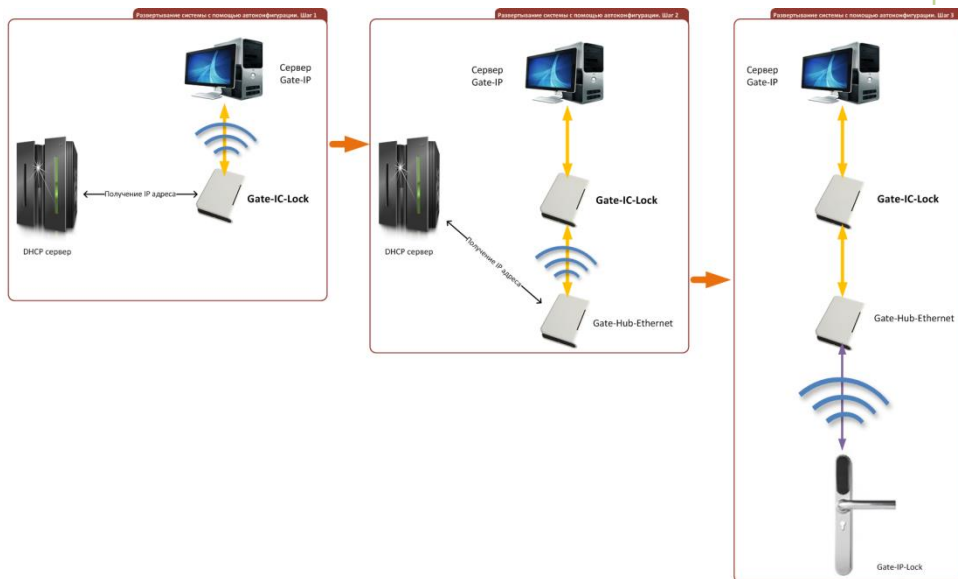 Развертывание системы с помощью автоконфигурации. Шаг 1
Сервер
Gate-IP
Получение IP адреса
Gate-IC-Lock
DHCP сервер
Развертывание системы с помощью автоконфигурации. Шаг 2
Сервер
Gate-IP
Gate-IC-Lock
DHCP сервер
Получение IP адреса
Gate-Hub-Ethernet
Развертывание системы с помощью автоконфигурации. Шаг 3
Сервер
Gate-IP
Gate-IC-Lock
Gate-Hub-Ethernet
Gate-IP-Lock